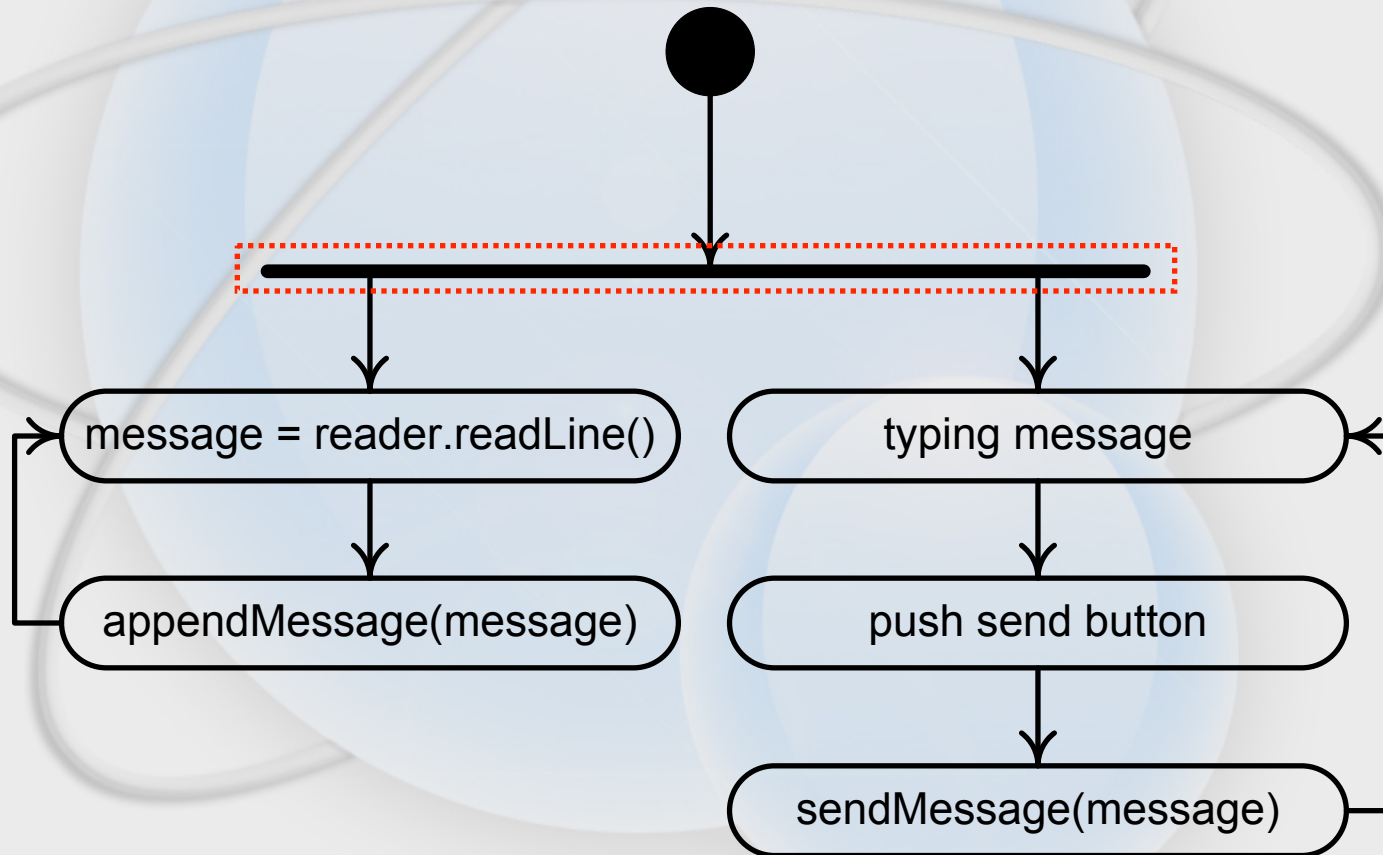 message = reader.readLine()
typing message
appendMessage(message)
push send button
sendMessage(message)